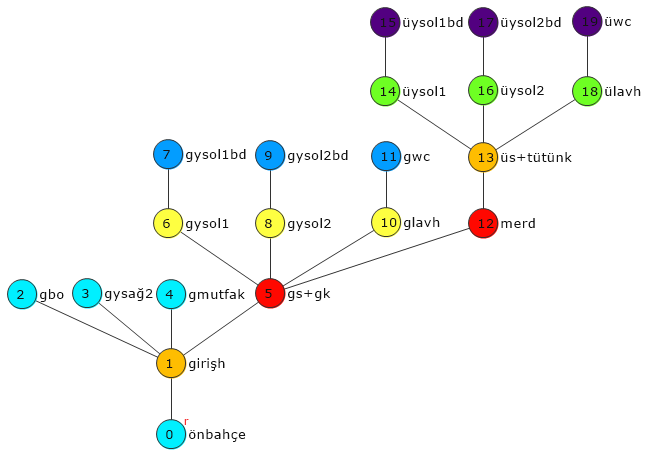 15 üysol1bd 17 üysol2bd 19 üwc
14 üysol1 16 üysol2 18 ülavh
7 gysol1bd 9 gysol2bd 11 gwc 13 üs+tütünk
6 gysol1 8 gysol2 10 glavh 12 merd
2 gbo 3 gysağ2 4 gmutfak 5 gs+gk
1 girişh
r
0 önbahçe